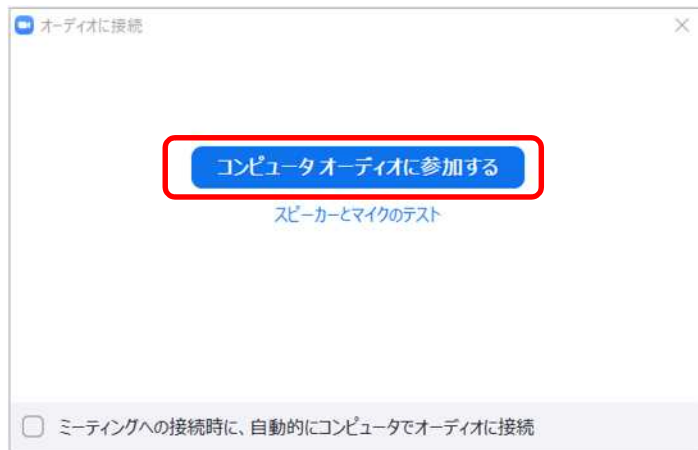 オーディオに接続
コンピュータ オーディオに参加する
スピーカーとマイクのテスト
ミーティングへの接続時に、自動的にコンピュータでオーディオに接続